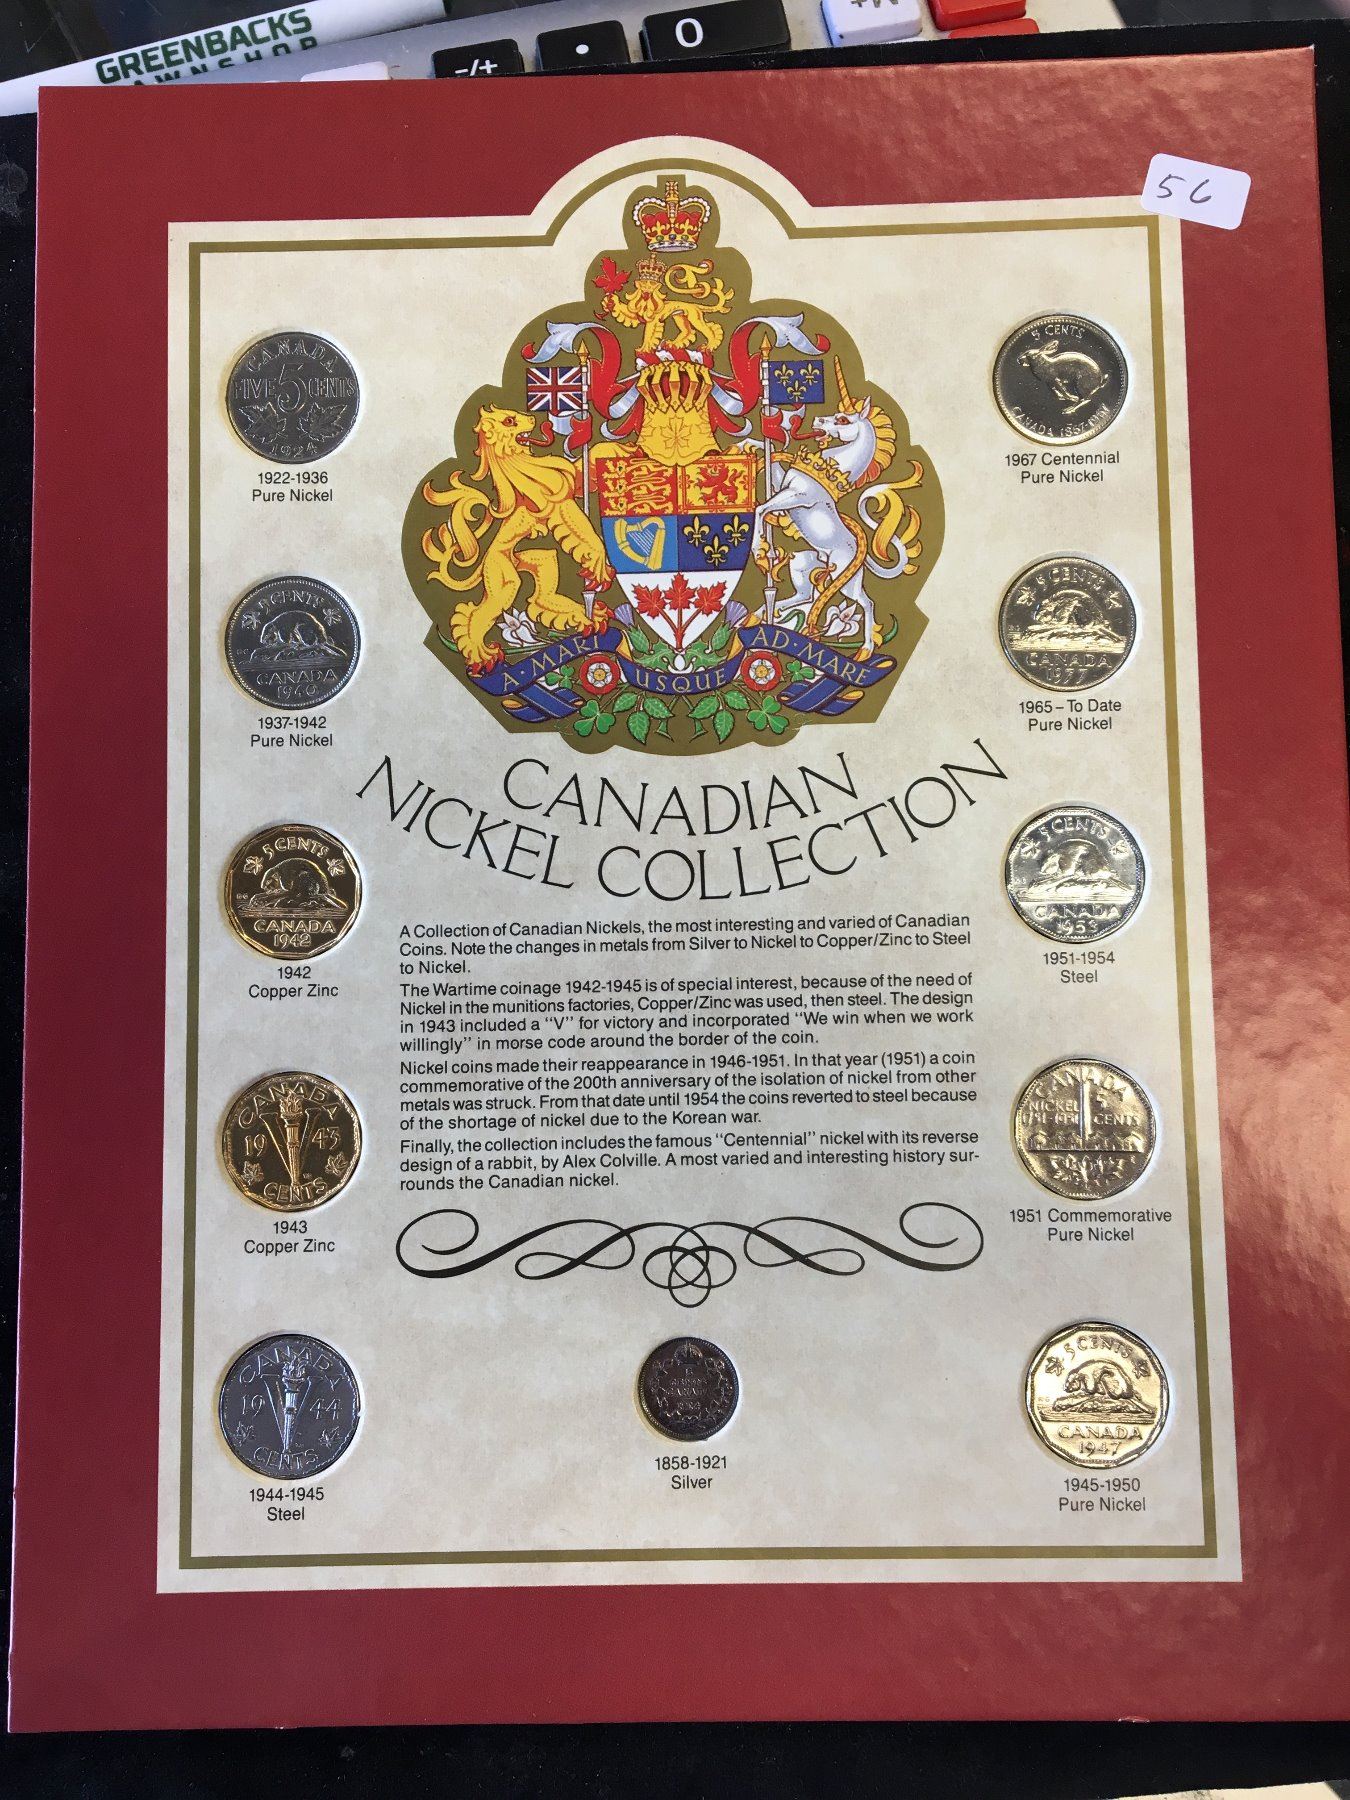 GREENBACKS
WNSHOP
-/+
·
0
M+
56
CANADA
FIVE 5 CENTS
1924
1922-1936
Pure Nickel
5 CENTS
CANADA 1867-1967
1967 Centennial
Pure Nickel
A·MARI USQUE AD·MARE
5 CENTS
CANADA
1940
1937-1942
Pure Nickel
5 CENTS
CANADA
1977
1965–To Date
Pure Nickel
CANADIAN
NICKEL COLLECTION
5 CENTS
CANADA
1942
1942
Copper Zinc
5 CENTS
CANADA
1953
1951-1954
Steel
A Collection of Canadian Nickels, the most interesting and varied of Canadian
Coins. Note the changes in metals from Silver to Nickel to Copper/Zinc to Steel
to Nickel.
The Wartime coinage 1942-1945 is of special interest, because of the need of
Nickel in the munitions factories, Copper/Zinc was used, then steel. The design
in 1943 included a "V" for victory and incorporated "We win when we work
willingly" in morse code around the border of the coin.
Nickel coins made their reappearance in 1946-1951. In that year (1951) a coin
commemorative of the 200th anniversary of the isolation of nickel from other
metals was struck. From that date until 1954 the coins reverted to steel because
of the shortage of nickel due to the Korean war.
Finally, the collection includes the famous "Centennial" nickel with its reverse
design of a rabbit, by Alex Colville. A most varied and interesting history sur-
rounds the Canadian nickel.
CANADA
19 43
CENTS
1943
Copper Zinc
CANADA
NICKEL 5
1751-1951 CENTS
1951 Commemorative
Pure Nickel
CANADA
19 44
CENTS
1944-1945
Steel
5
CENTS
CANADA
1858-1921
Silver
5 CENTS
CANADA
1947
1945-1950
Pure Nickel